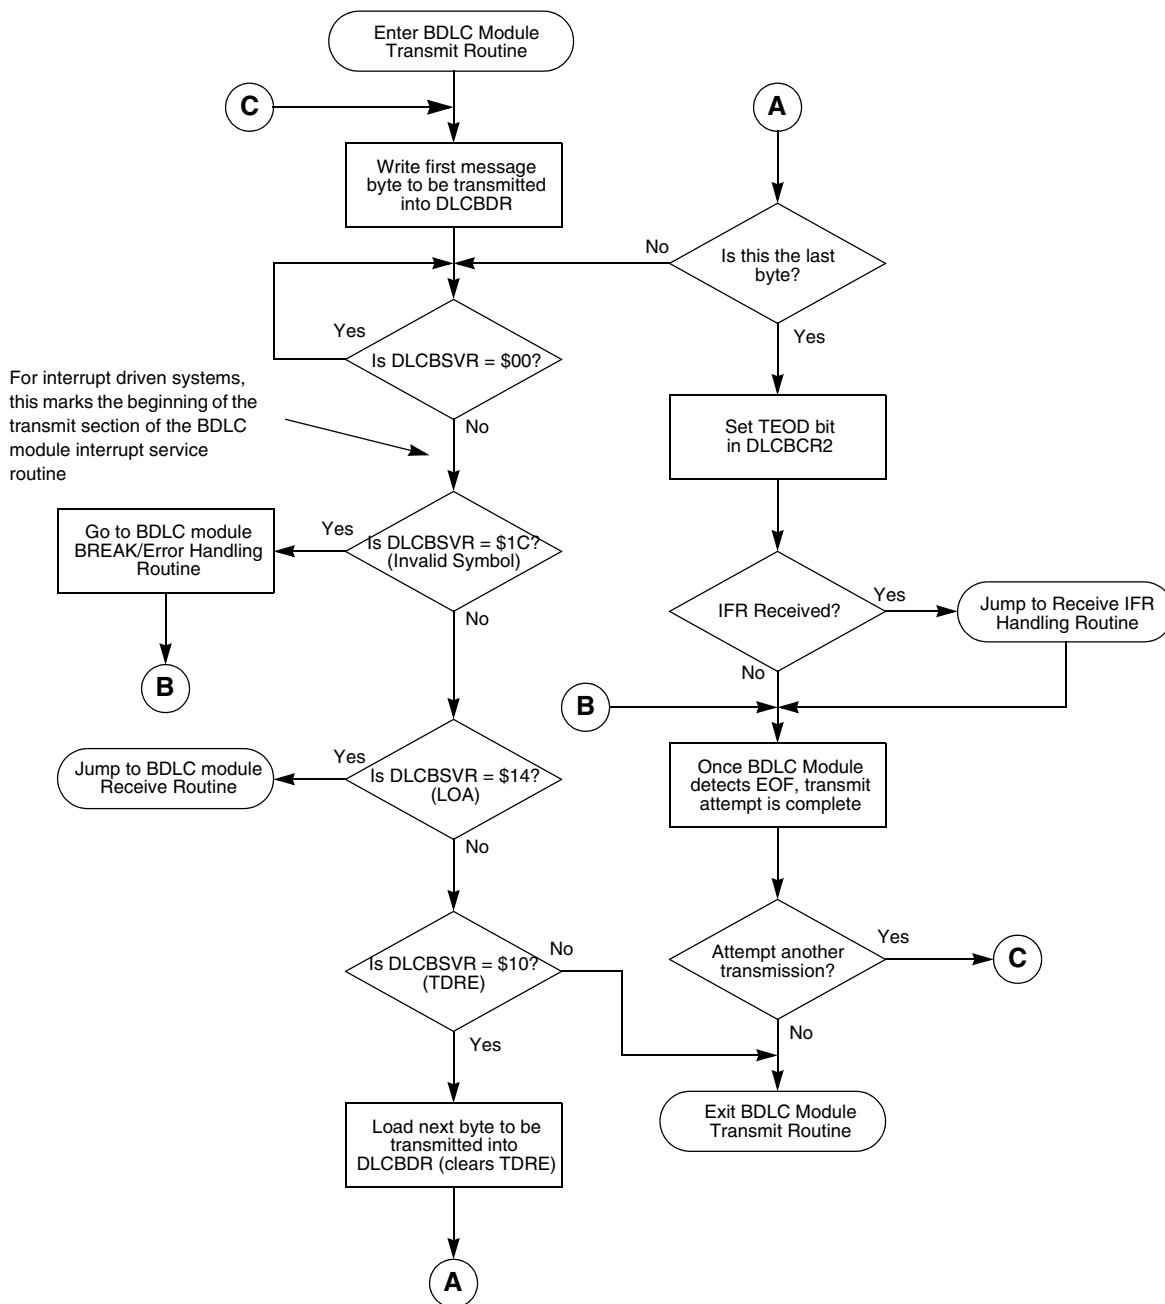 Enter BDLC Module
Transmit Routine
C
Write first message
byte to be transmitted
into DLCBDR
Yes
Is DLCBSVR = $00?
No
For interrupt driven systems,
this marks the beginning of the
transmit section of the BDLC
module interrupt service
routine
Is DLCBSVR = $1C?
(Invalid Symbol)
Yes
Go to BDLC module
BREAK/Error Handling
Routine
B
No
Is DLCBSVR = $14?
(LOA)
Yes
Jump to BDLC module
Receive Routine
No
Is DLCBSVR = $10?
(TDRE)
No
Yes
Load next byte to be
transmitted into
DLCBDR (clears TDRE)
A
A
Is this the last
byte?
No
Yes
Set TEOD bit
in DLCBCR2
IFR Received?
Yes
Jump to Receive IFR
Handling Routine
No
B
Once BDLC Module
detects EOF, transmit
attempt is complete
Attempt another
transmission?
Yes
C
No
Exit BDLC Module
Transmit Routine